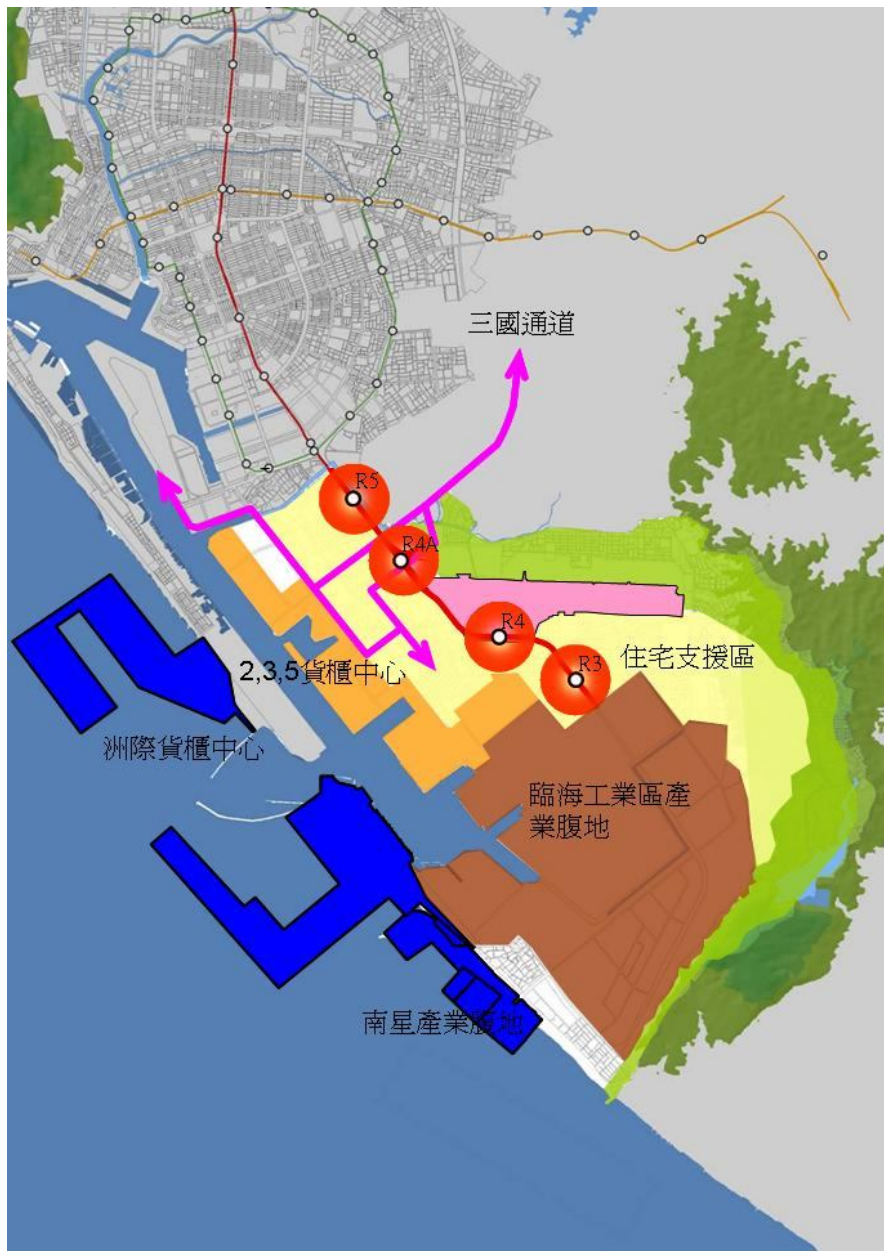 三國通道
R5
R4A
R4
R3
住宅支援區
2,3,5貨櫃中心
洲際貨櫃中心
臨海工業區產
業腹地
南星產業腹地